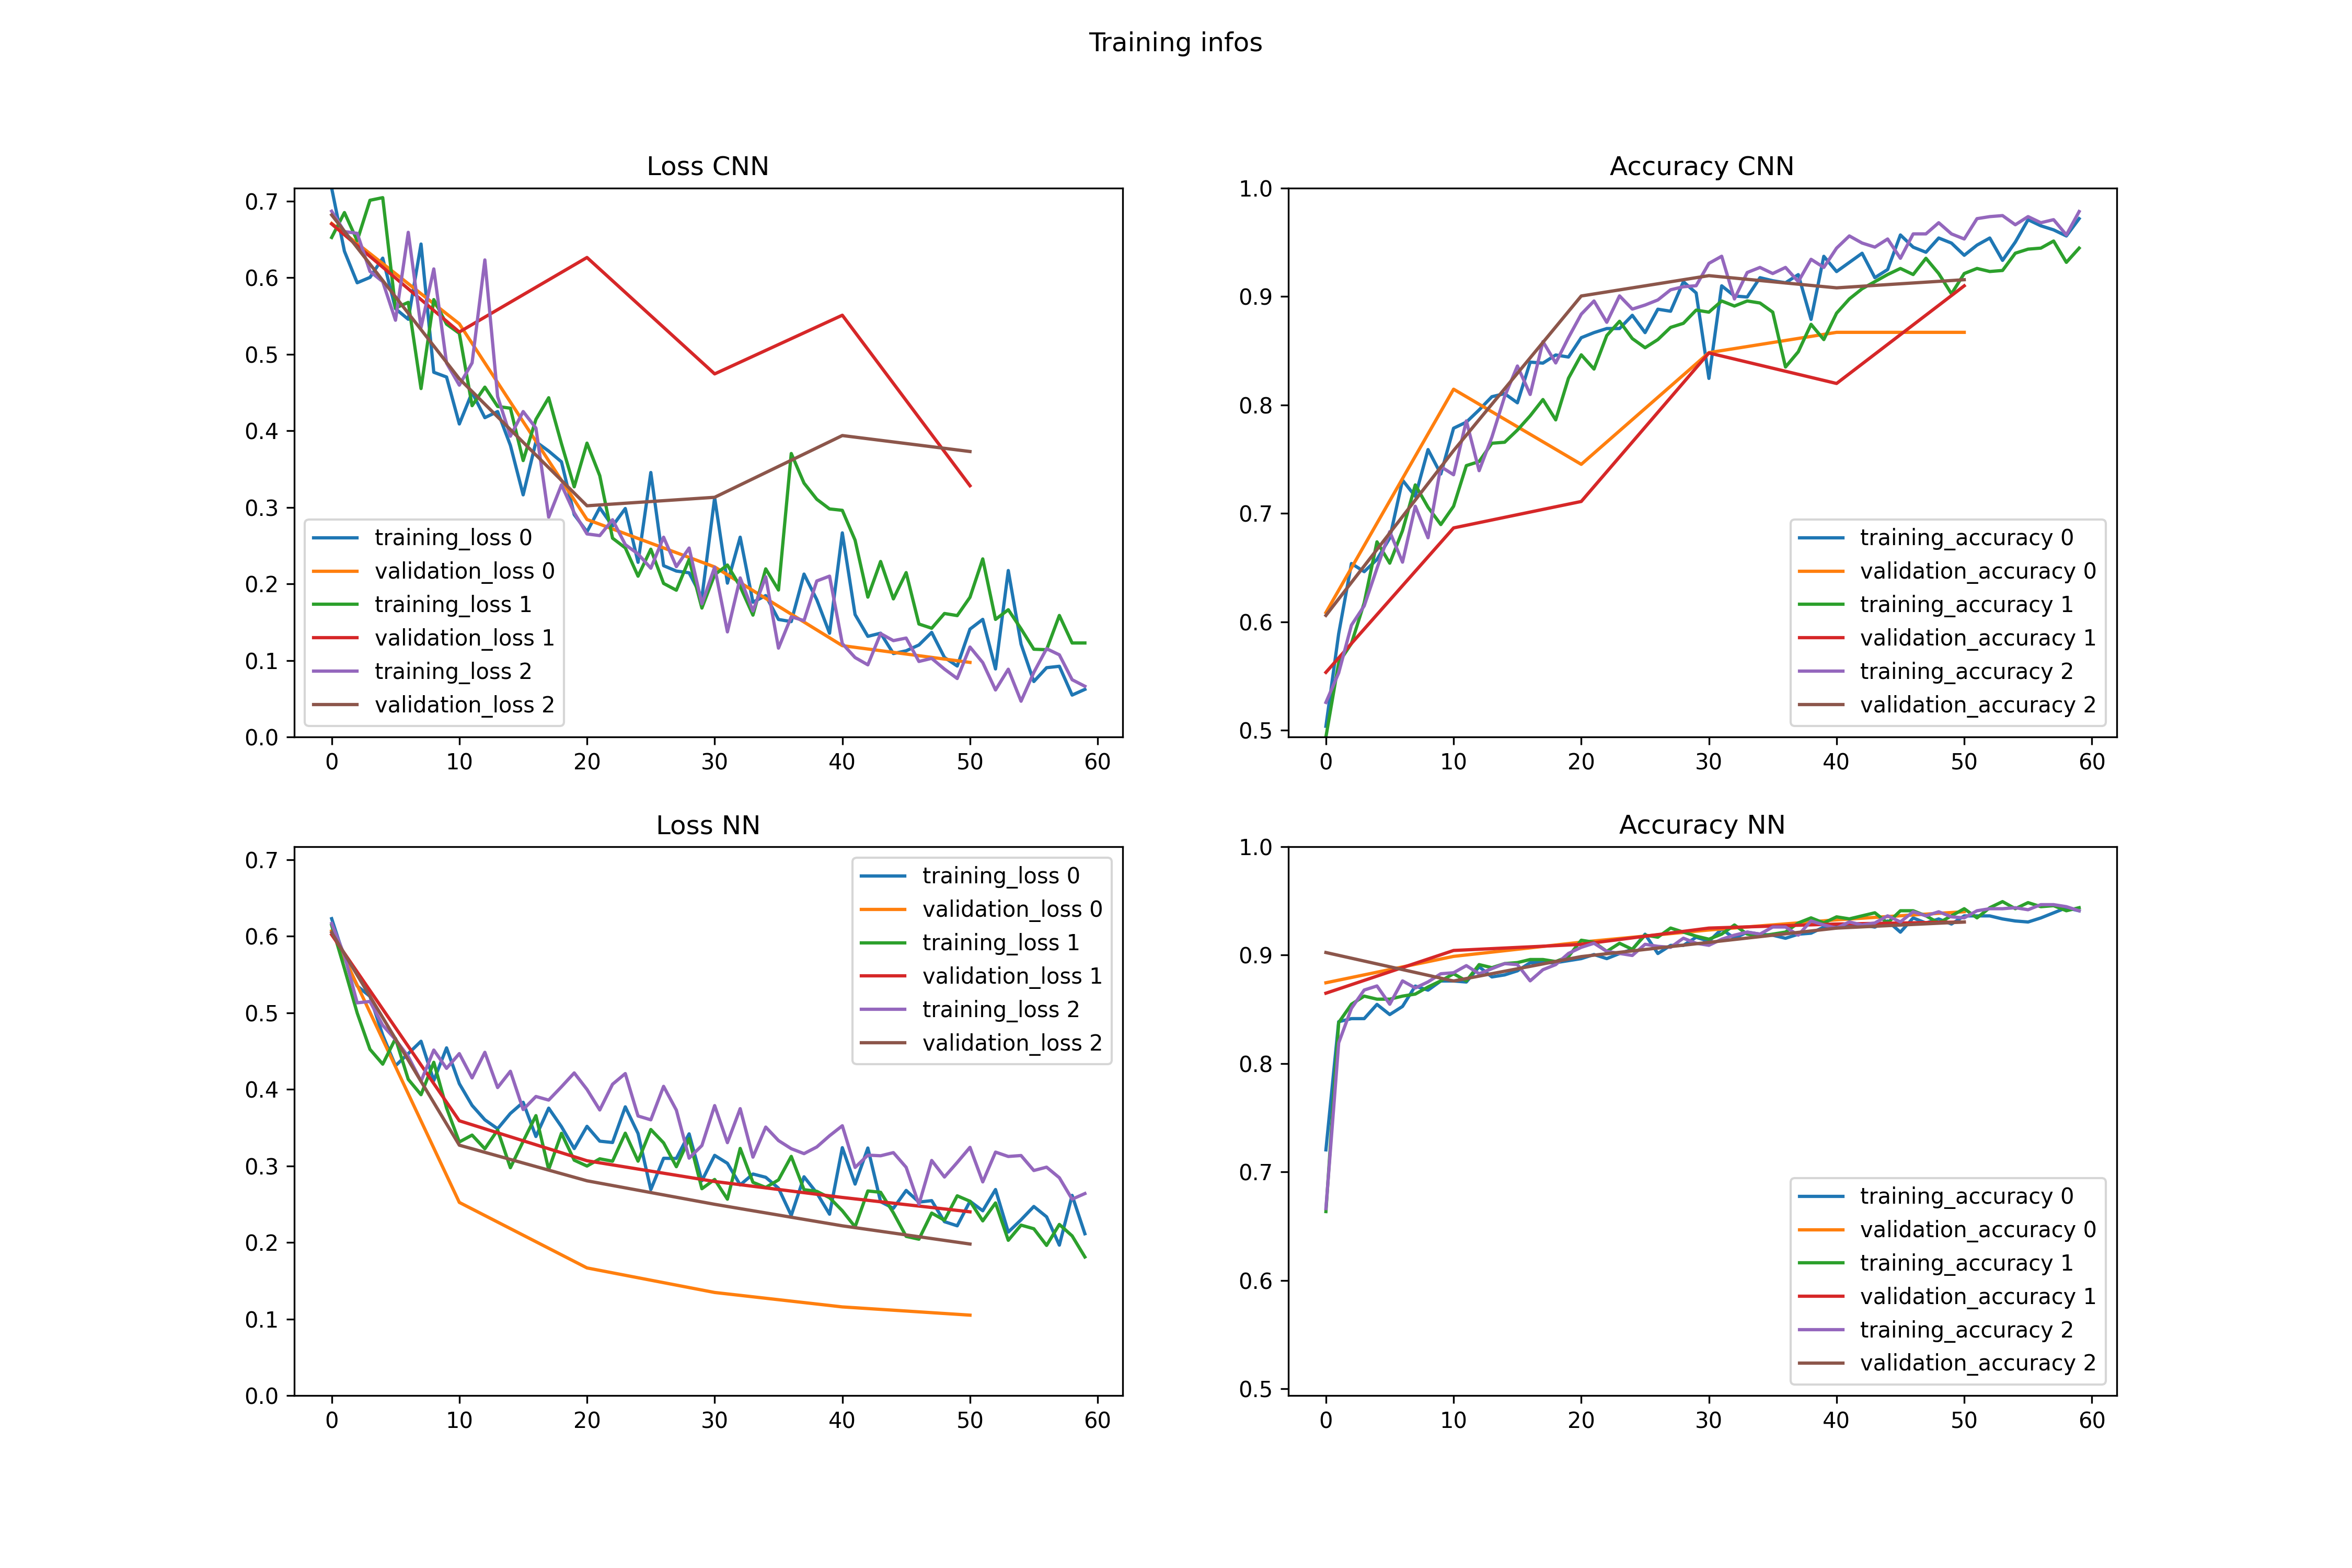 Training infos
Loss CNN
0.7
0.6
0.5
0.4
0.3
0.2
0.1
0.0
0 10 20 30 40 50 60
training_loss 0
validation_loss 0
training_loss 1
validation_loss 1
training_loss 2
validation_loss 2
Accuracy CNN
1.0
0.9
0.8
0.7
0.6
0.5
0 10 20 30 40 50 60
training_accuracy 0
validation_accuracy 0
training_accuracy 1
validation_accuracy 1
training_accuracy 2
validation_accuracy 2
Loss NN
0.7
0.6
0.5
0.4
0.3
0.2
0.1
0.0
0 10 20 30 40 50 60
training_loss 0
validation_loss 0
training_loss 1
validation_loss 1
training_loss 2
validation_loss 2
Accuracy NN
1.0
0.9
0.8
0.7
0.6
0.5
0 10 20 30 40 50 60
training_accuracy 0
validation_accuracy 0
training_accuracy 1
validation_accuracy 1
training_accuracy 2
validation_accuracy 2